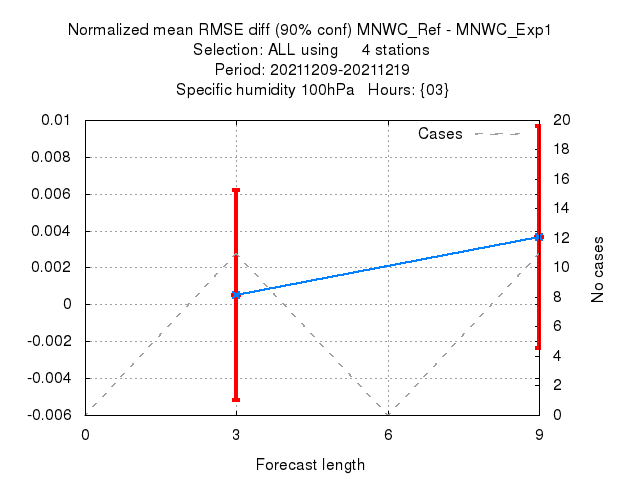 Normalized mean RMSE diff (90% conf) MNWC_Ref - MNWC_Exp1
Selection: ALL using     4 stations
Period: 20211209-20211219
Specific humidity 100hPa   Hours: {03}
Cases
0.01
0.008
0.006
0.004
0.002
0
-0.002
-0.004
-0.006
20
18
16
14
12
10
8
6
4
2
0
No cases
0 3 6 9
Forecast length